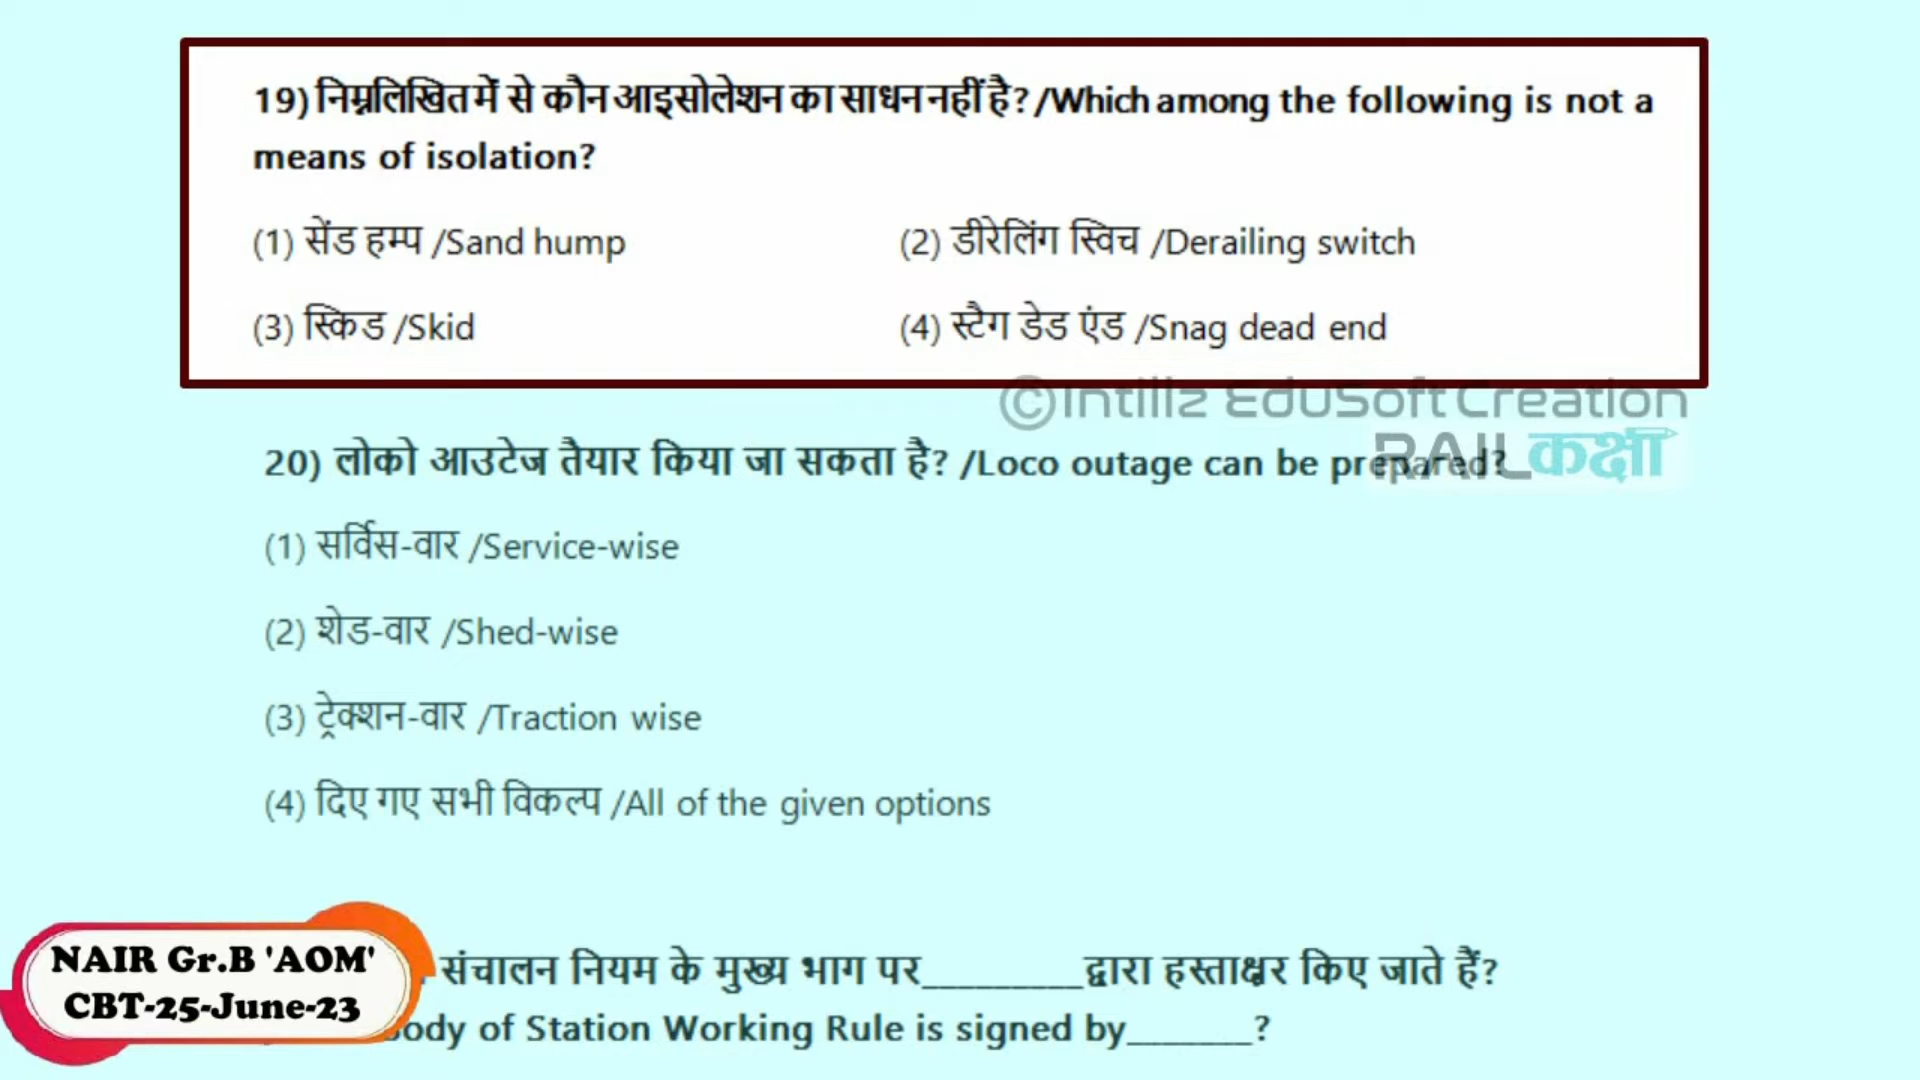 19) निम्नलिखित में से कौन आइसोलेशन का साधन नहीं है? /Which among the following is not a
means of isolation?
(1) सेंड हम्प /Sand hump
(2) डीरेलिंग स्विच /Derailing switch
(3) स्किड /Skid
(4) स्टैग डेड एंड /Snag dead end
©Intillz EduSoft Creation
RAILकक्षा
20) लोको आउटेज तैयार किया जा सकता है? /Loco outage can be prepared?
(1) सर्विस-वार /Service-wise
(2) शेड-वार /Shed-wise
(3) ट्रेक्शन-वार /Traction wise
(4) दिए गए सभी विकल्प /All of the given options
NAIR Gr.B 'AOM'
CBT-25-June-23
संचालन नियम के मुख्य भाग पर_________द्वारा हस्ताक्षर किए जाते हैं?
ody of Station Working Rule is signed by_______?